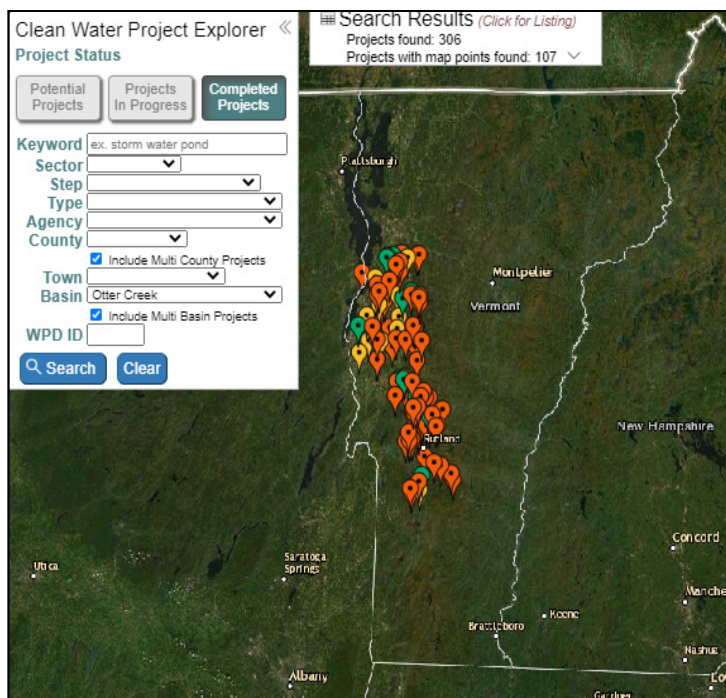 Clean Water Project Explorer
Project Status
Potential Projects
Projects In Progress
Completed Projects
Keyword ex. storm water pond
Sector
Step
Type
Agency
County
Include Multi County Projects
Town
Basin Otter Creek
Include Multi Basin Projects
WPD ID
Search Clear
Search Results (Click for Listing)
Projects found: 306
Projects with map points found: 107
Plattsburgh
Montpelier
Vermont
Rutland
New Hampshire
Concord
Utica
Saratoga
Springs
Keene
Brattleboro
Nashua
Albany